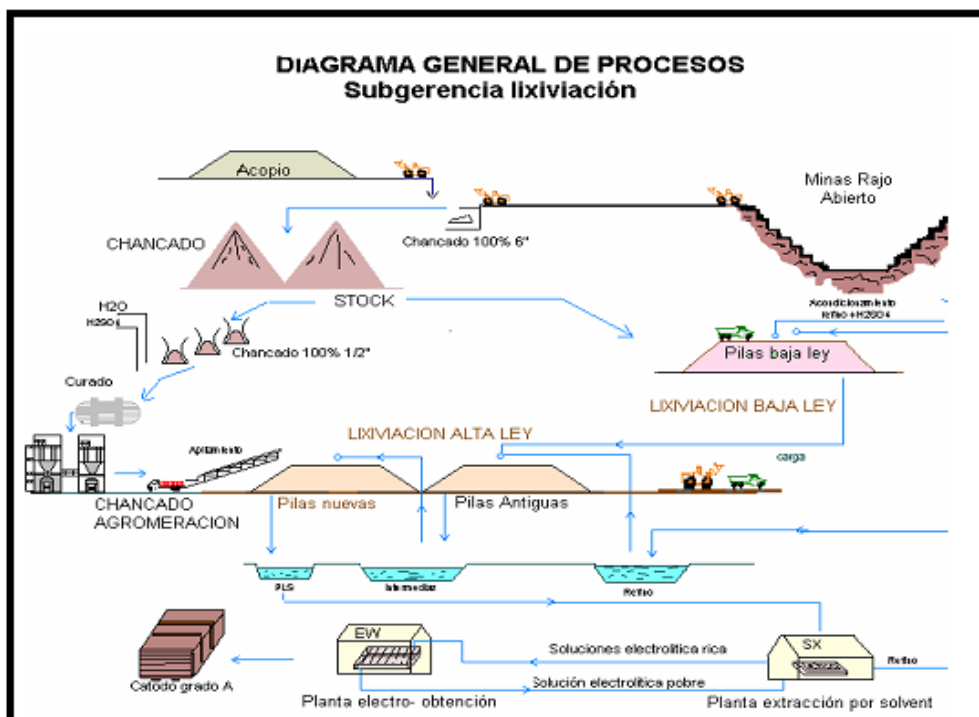 DIAGRAMA GENERAL DE PROCESOS
Subgerencia lixiviación
Acopio
Minas Rajo
Abierto
Chancado 100% 6"
CHANCADO
STOCK
Acondicionamiento
refino +H2SO4
H2O
H2SO4
Chancado 100% 1/2"
Pilas baja ley
Curado
LIXIVIACION BAJA LEY
LIXIVIACION ALTA LEY
Apilamiento
carga
CHANCADO
AGROMERACION
Pilas nuevas
Pilas Antiguas
PLS
Intermedias
Refino
EW
Soluciones electrolítica rica
SX
Refino
Catodo grado A
Solución electrolítica pobre
Planta electro- obtención
Planta extracción por solvent